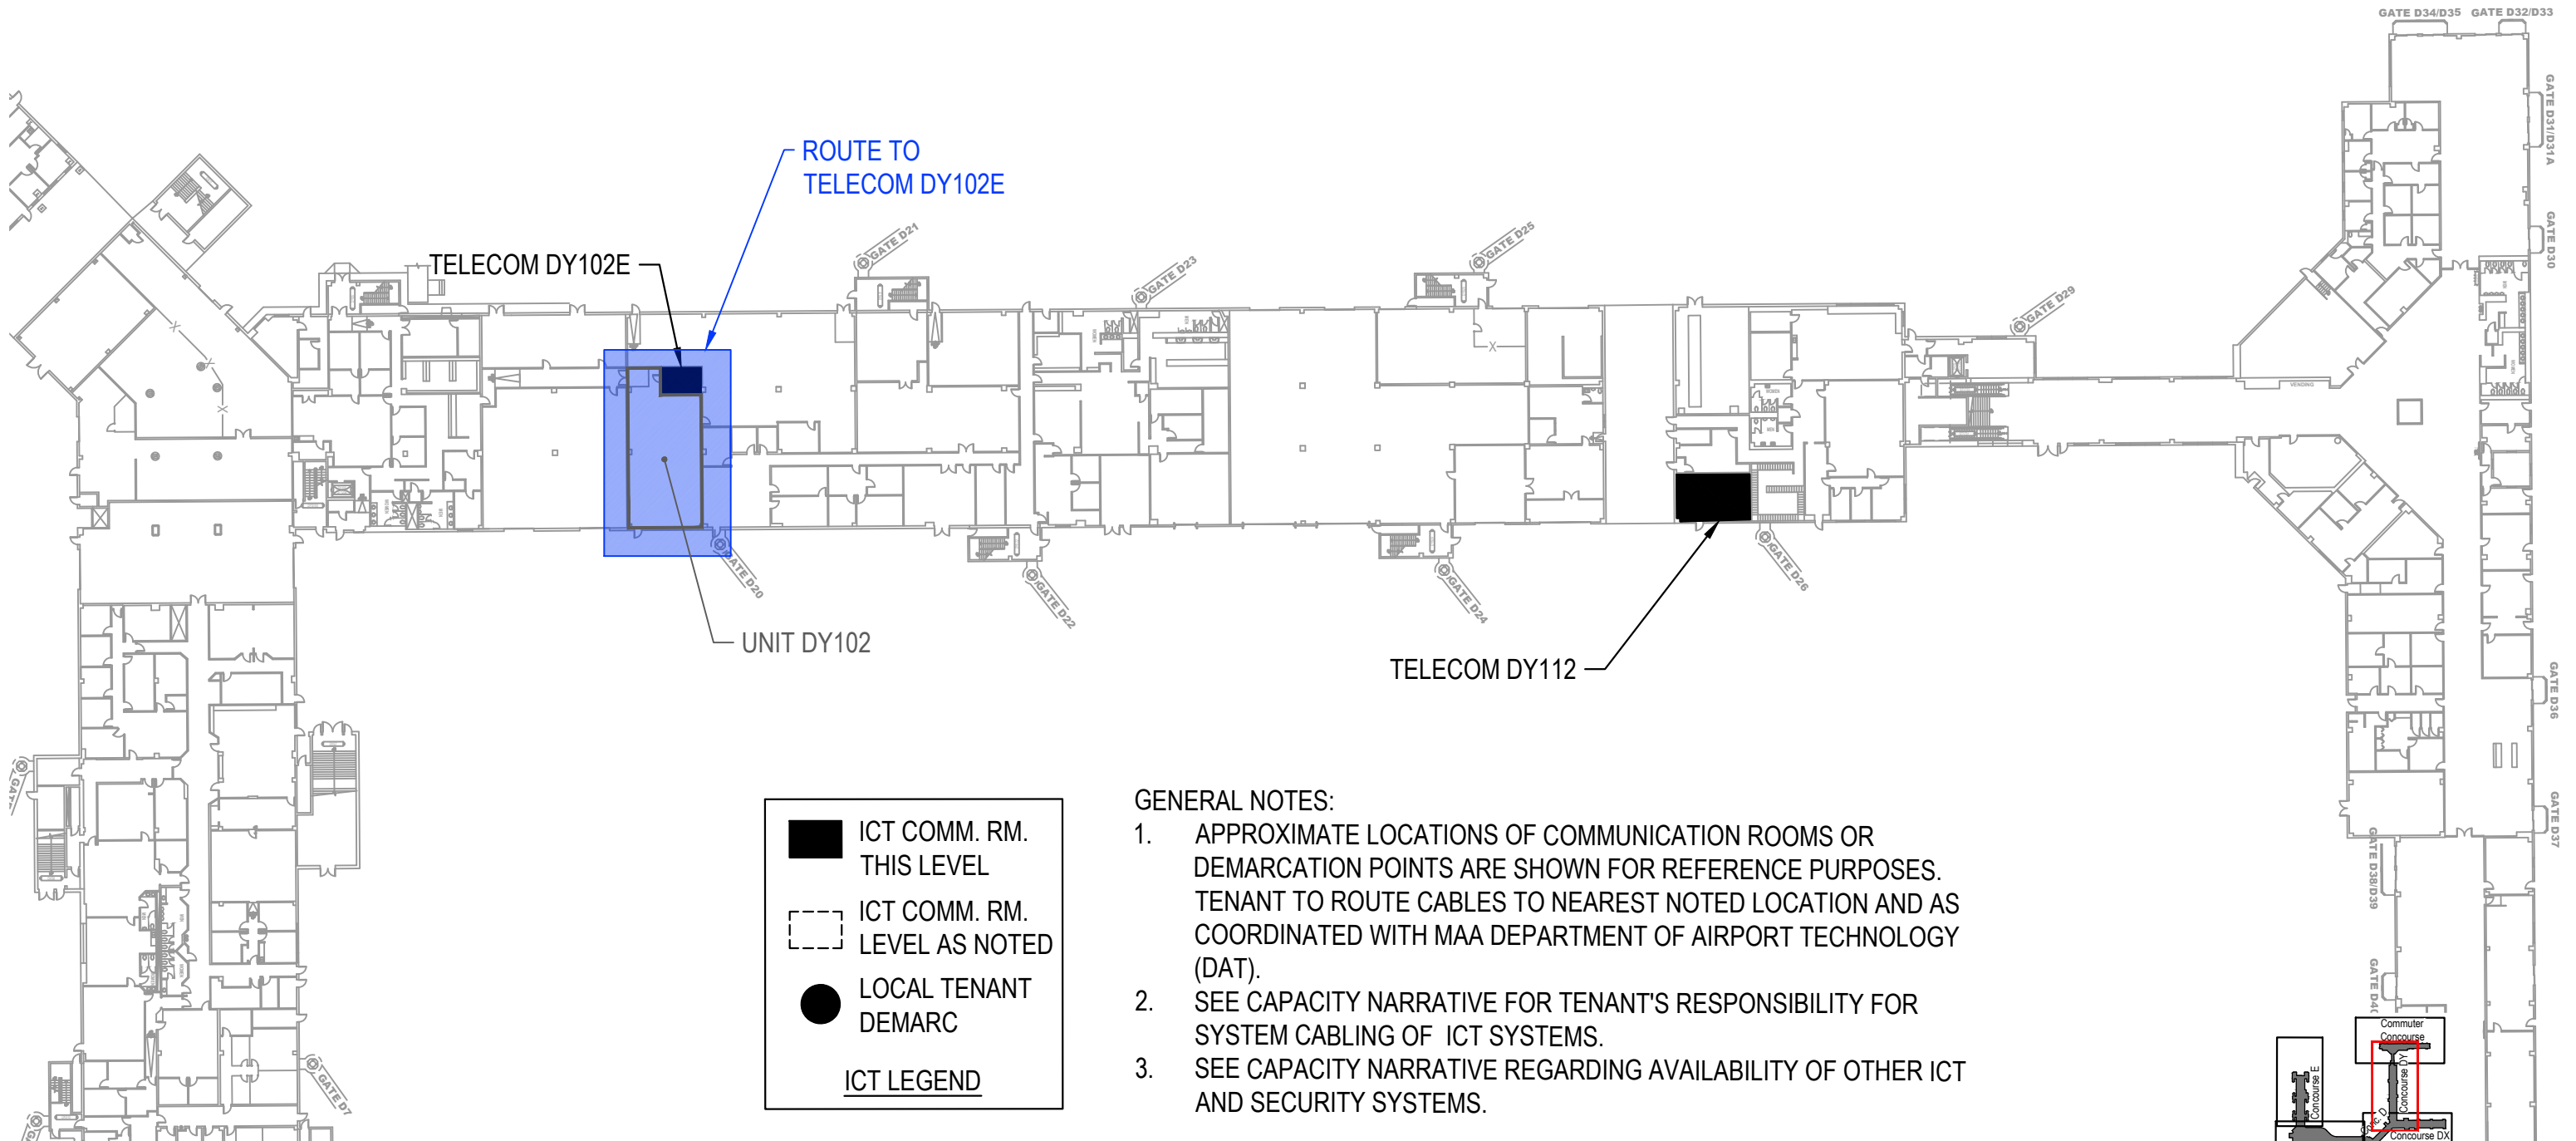 GATE D34/D35
GATE D32/D33
GATE D31/D31A
GATE D30
ROUTE TO
TELECOM DY102E
TELECOM DY102E
GATE D21
GATE D23
GATE D25
GATE D29
VENDING
GATE D20
GATE D22
GATE D24
GATE D26
UNIT DY102
TELECOM DY112
GATE D36
GATE D37
GATE D38/D39
GATE D7
ICT COMM. RM.
THIS LEVEL
ICT COMM. RM.
LEVEL AS NOTED
LOCAL TENANT
DEMARC
ICT LEGEND
GENERAL NOTES:
1. APPROXIMATE LOCATIONS OF COMMUNICATION ROOMS OR
DEMARCATION POINTS ARE SHOWN FOR REFERENCE PURPOSES.
TENANT TO ROUTE CABLES TO NEAREST NOTED LOCATION AND AS
COORDINATED WITH MAA DEPARTMENT OF AIRPORT TECHNOLOGY
(DAT).
2. SEE CAPACITY NARRATIVE FOR TENANT'S RESPONSIBILITY FOR
SYSTEM CABLING OF ICT SYSTEMS.
3. SEE CAPACITY NARRATIVE REGARDING AVAILABILITY OF OTHER ICT
AND SECURITY SYSTEMS.
Commuter
Concourse
Concourse E
Concourse DY
Concourse DX